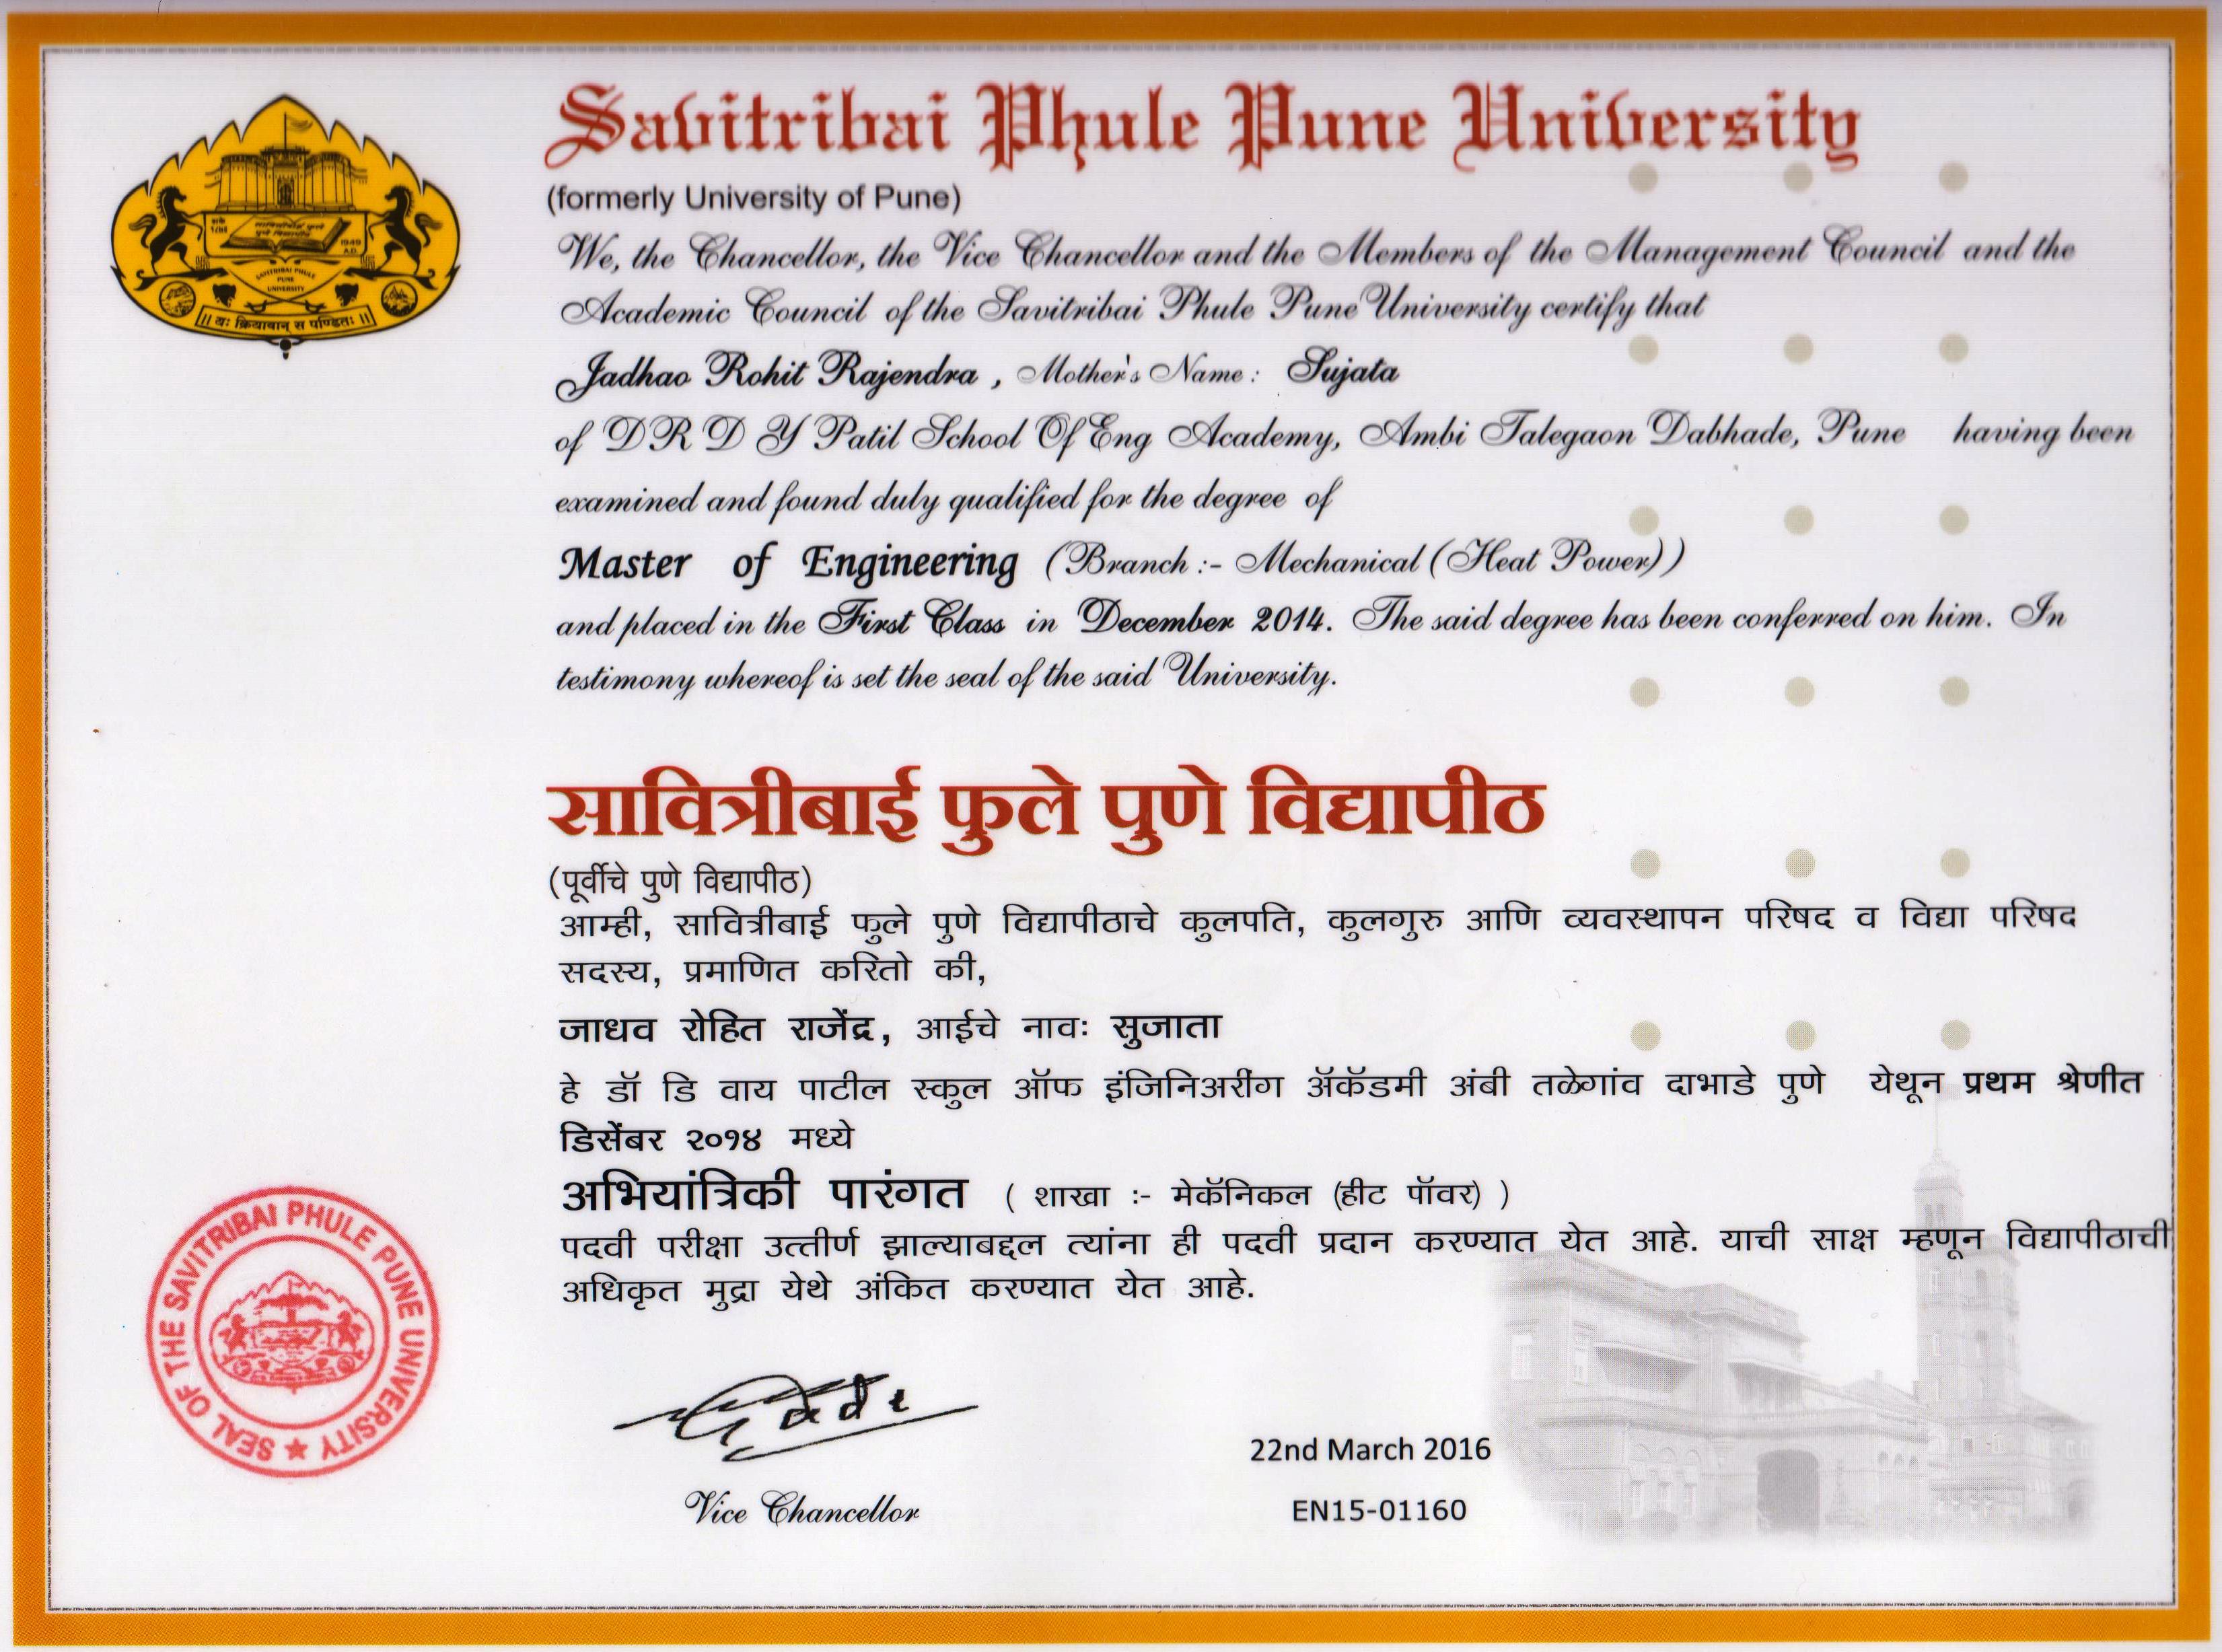 Savitribai Phule Pune University
(formerly University of Pune)
We, the Chancellor, the Vice Chancellor and the Members of the Management Council and the
Academic Council of the Savitribai Phule Pune University certify that
Jadhao Rohit Rajendra , Mother's Name : Sujata
of D R D Y Patil School Of Eng Academy, Ambi Talegaon Dabhade, Pune having been
examined and found duly qualified for the degree of
Master of Engineering (Branch :- Mechanical (Heat Power))
and placed in the First Class in December 2014. The said degree has been conferred on him. In
testimony whereof is set the seal of the said University.
सावित्रीबाई फुले पुणे विद्यापीठ
(पूर्वीचे पुणे विद्यापीठ)
आम्ही, सावित्रीबाई फुले पुणे विद्यापीठाचे कुलपति, कुलगुरु आणि व्यवस्थापन परिषद व विद्या परिषद
सदस्य, प्रमाणित करितो की,
जाधव रोहित राजेंद्र, आईचे नावः सुजाता
हे डॉ डि वाय पाटील स्कुल ऑफ इंजिनिअरींग ॲकॅडमी अंबी तळेगांव दाभाडे पुणे येथून प्रथम श्रेणीत
डिसेंबर २०१४ मध्ये
अभियांत्रिकी पारंगत ( शाखा :- मेकॅनिकल (हीट पॉवर) )
पदवी परीक्षा उत्तीर्ण झाल्याबद्दल त्यांना ही पदवी प्रदान करण्यात येत आहे. याची साक्ष म्हणून विद्यापीठाची
अधिकृत मुद्रा येथे अंकित करण्यात येत आहे.
Vice Chancellor
22nd March 2016
EN15-01160
SEAL OF THE SAVITRIBAI PHULE PUNE UNIVERSITY
सावित्रीबाई फुले
पुणे विद्यापीठ
1949
A.D.
SAVITRIBAI PHULE
PUNE
UNIVERSITY
॥ यः क्रियावान् स पण्डितः ॥